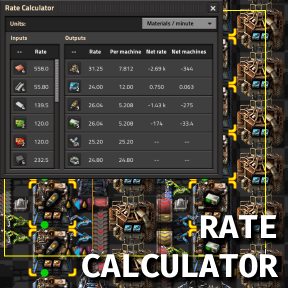 Rate Calculator
Units: Materials / minute
Inputs Outputs
Rate Rate Per machine Net rate Net machines
558.0 31.25 7.812 -2.69 k -344
55.80 24.00 12.00 0.750 0.063
139.5 26.04 5.208 -1.43 k -275
120.0 26.04 5.208 -174 -33.4
120.0 25.20 25.20 -- --
232.5 24.80 24.80 -- --
RATE
CALCULATOR